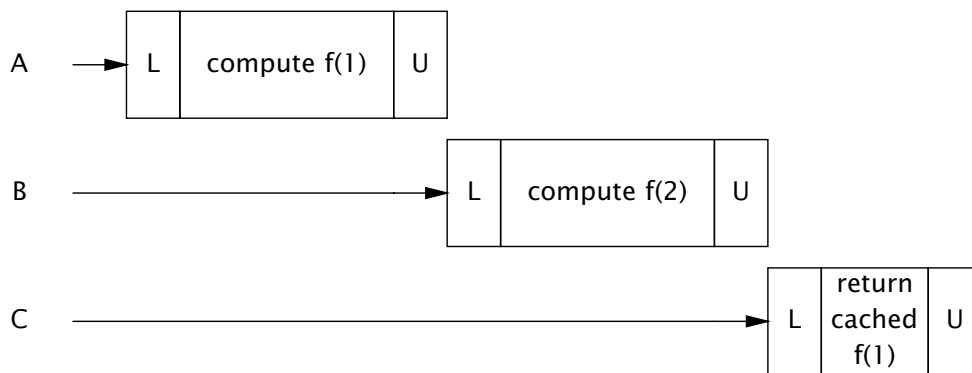 A L compute f(1) U
B L compute f(2) U
return
C L cached U
f(1)